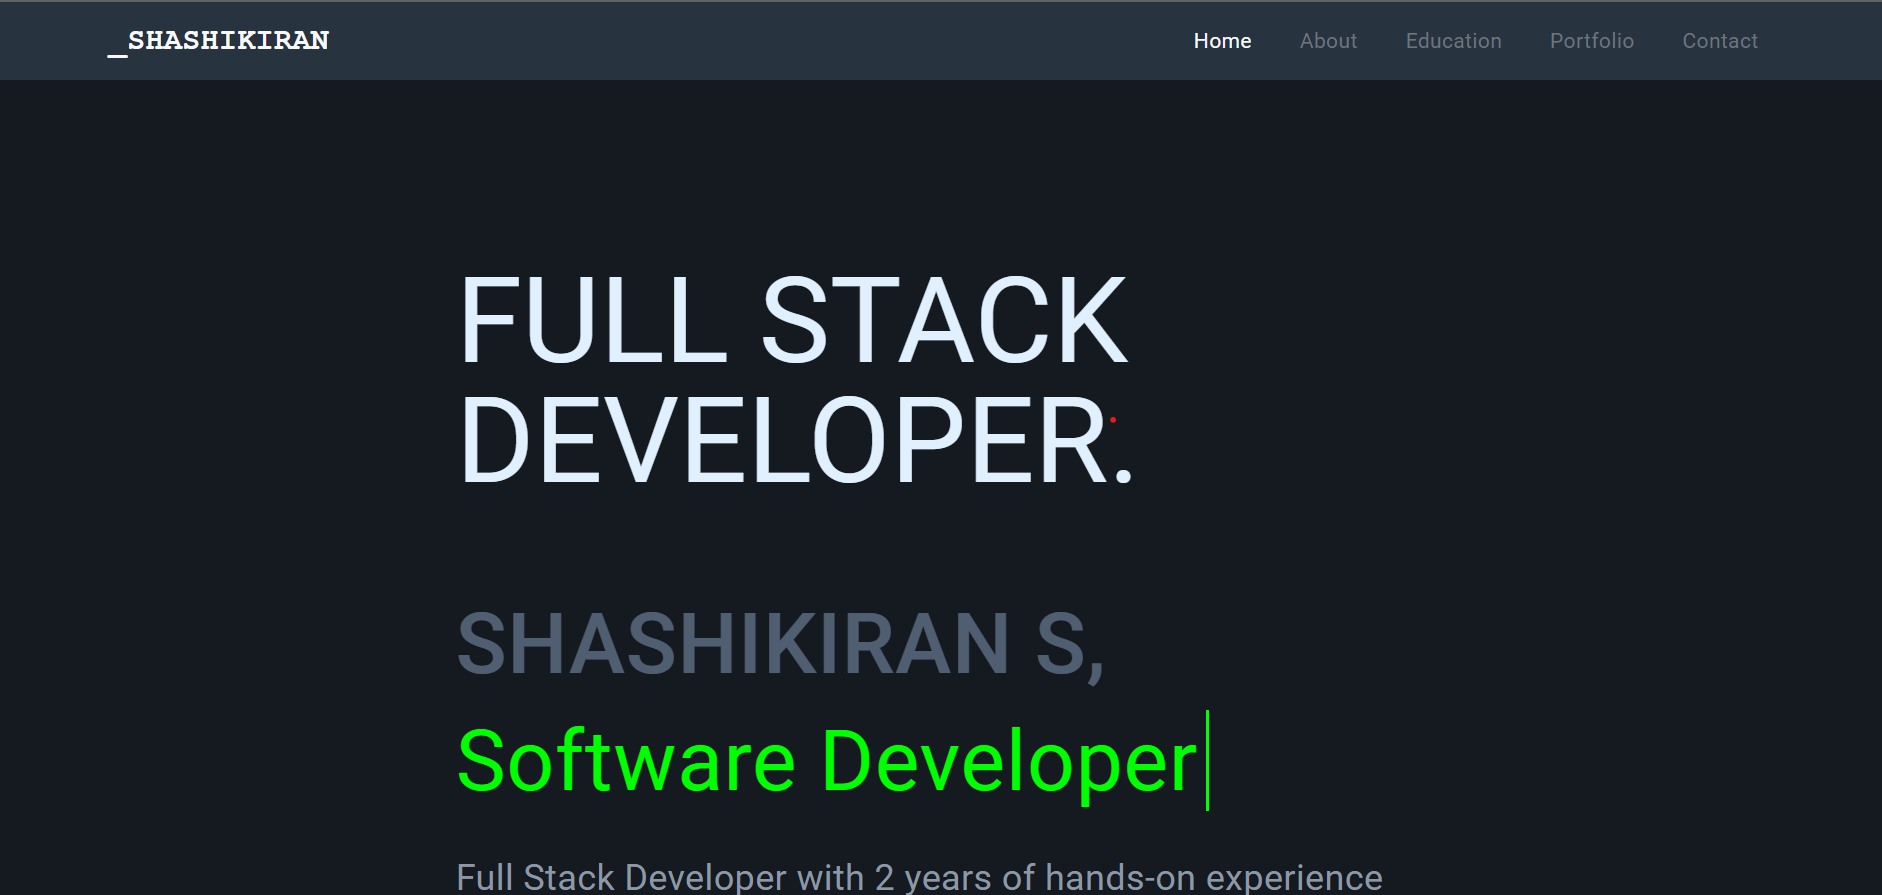 _SHASHIKIRAN
Home About Education Portfolio Contact
FULL STACK
DEVELOPER.
SHASHIKIRAN S,
Software Developer
Full Stack Developer with 2 years of hands-on experience